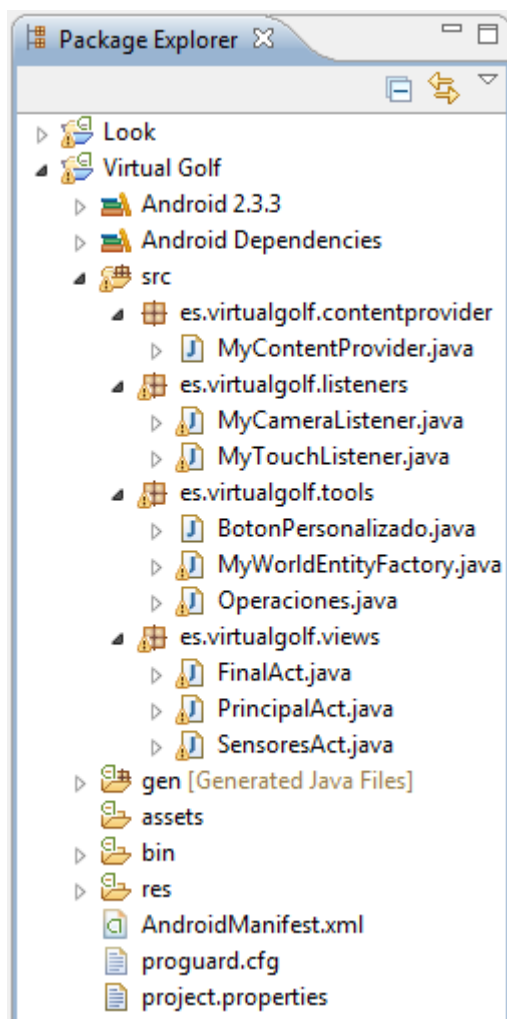 Package Explorer
Look
Virtual Golf
Android 2.3.3
Android Dependencies
src
es.virtualgolf.contentprovider
MyContentProvider.java
es.virtualgolf.listeners
MyCameraListener.java
MyTouchListener.java
es.virtualgolf.tools
BotonPersonalizado.java
MyWorldEntityFactory.java
Operaciones.java
es.virtualgolf.views
FinalAct.java
PrincipalAct.java
SensoresAct.java
gen [Generated Java Files]
assets
bin
res
AndroidManifest.xml
proguard.cfg
project.properties